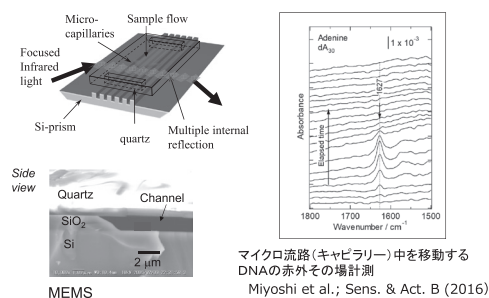 Micro-
capillaries
Sample flow
Focused
Infrared
light
Si-prism
quartz
Multiple internal
reflection
Side
view
Quartz
Channel
SiO2
Si
2 μm
MEMS
Adenine
dA30
1 x 10-3
1627
Absorbance
Elapsed time
1800 1700 1600 1500
Wavenumber / cm-1
マイクロ流路(キャピラリー)中を移動する
DNAの赤外その場計測
Miyoshi et al.; Sens. & Act. B (2016)